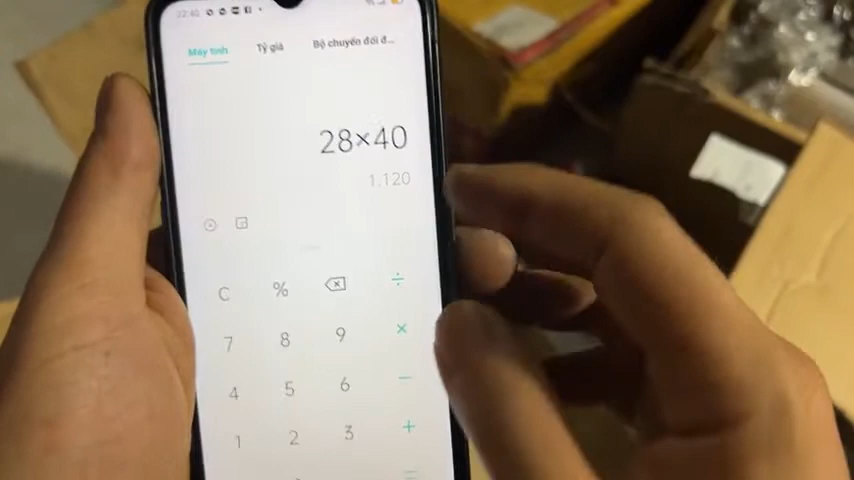 22:40
Máy tính Tỷ giá Bộ chuyển đổi đ...
28×40
1.120
C % ÷
7 8 9 ×
4 5 6 −
1 2 3 +
=